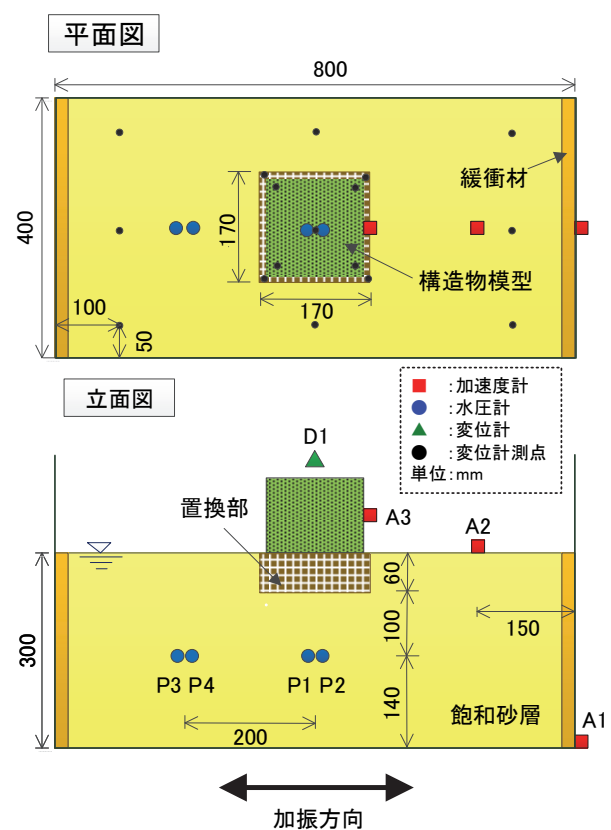 平面図
800
緩衝材
400
170
構造物模型
170
100
50
立面図
:加速度計
:水圧計
:変位計
:変位計測点
単位:mm
D1
置換部
A3
A2
60
100
150
300
P3 P4
P1 P2
140
200
飽和砂層
A1
加振方向